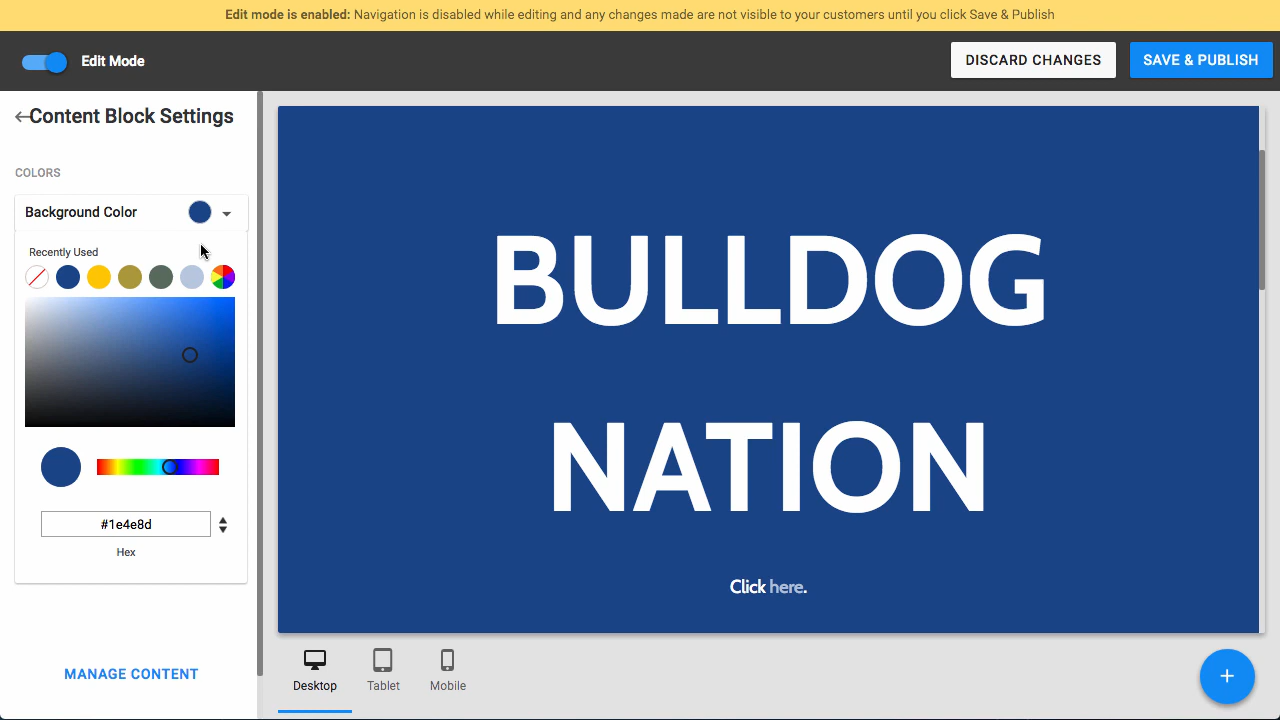 Edit mode is enabled: Navigation is disabled while editing and any changes made are not visible to your customers until you click Save & Publish
Edit Mode
DISCARD CHANGES
SAVE & PUBLISH
Content Block Settings
COLORS
Background Color
Recently Used
#1e4e8d
Hex
MANAGE CONTENT
BULLDOG
NATION
Click here.
Desktop
Tablet
Mobile